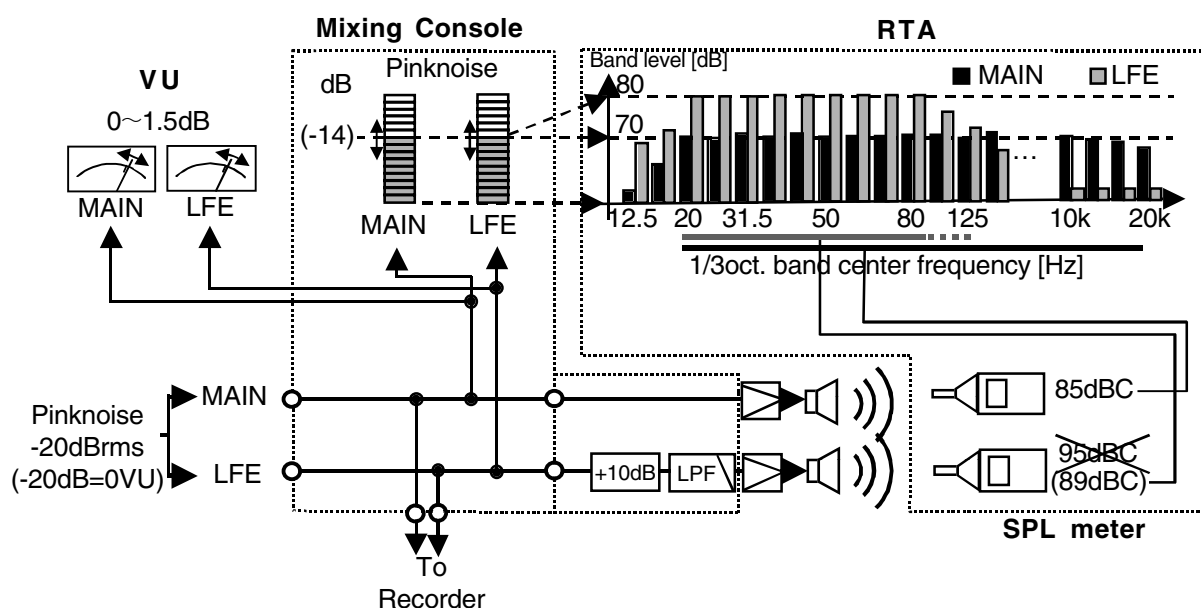 Mixing Console
RTA
VU
0～1.5dB
MAIN
LFE
dB
(-14)
Pinknoise
MAIN
LFE
Band level [dB]
80
70
MAIN
LFE
...
12.5
20
31.5
50
80
125
10k
20k
1/3oct. band center frequency [Hz]
Pinknoise
-20dBrms
(-20dB=0VU)
MAIN
LFE
+10dB
LPF
85dBC
95dBC
(89dBC)
SPL meter
To
Recorder